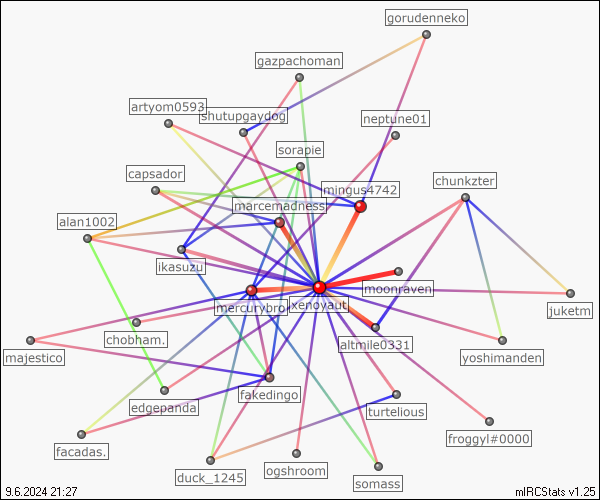 gorudenneko
gazpachoman
artyom0593
shutupgaydog
neptune01
sorapie
capsador
mingus4742
chunkzter
marcemadness
alan1002
ikasuzu
moonraven
mercurybro
xenoyaut
juketm
chobham.
altmile0331
majestico
yoshimanden
fakedingo
edgepanda
turtelious
froggyl#0000
facadas.
duck_1245
ogshroom
somass
9.6.2024 21:27
mIRCStats v1.25